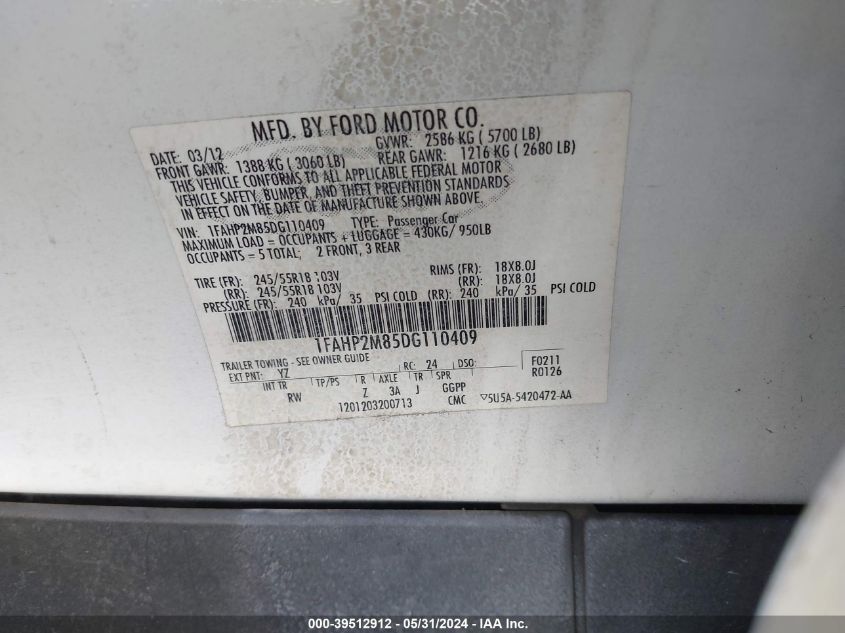 MFD. BY FORD MOTOR CO.
DATE: 03/12 GVWR: 2586 KG ( 5700 LB)
FRONT GAWR: 1388 KG ( 3060 LB) REAR GAWR: 1216 KG ( 2680 LB)
THIS VEHICLE CONFORMS TO ALL APPLICABLE FEDERAL MOTOR
VEHICLE SAFETY, BUMPER, AND THEFT PREVENTION STANDARDS
IN EFFECT ON THE DATE OF MANUFACTURE SHOWN ABOVE.
VIN: 1FAHP2M85DG110409 TYPE: Passenger Car
MAXIMUM LOAD = OCCUPANTS + LUGGAGE = 430KG/ 950LB
OCCUPANTS = 5 TOTAL: 2 FRONT, 3 REAR
TIRE (FR): 245/55R18 103V RIMS (FR): 18X8.0J
(RR): 245/55R18 103V (RR): 18X8.0J
PRESSURE (FR): 240 kPa/ 35 PSI COLD (RR): 240 kPa/ 35 PSI COLD
1FAHP2M85DG110409
TRAILER TOWING - SEE OWNER GUIDE
EXT PNT: YZ RC: 24 DSO: F0211
R0126
INT TR TP/PS R AXLE TR SPR
RW Z 3A J GGPP
1201203200713 CMC ▽5U5A-5420472-AA
000-39512912 / 05/31/2024 / IAA Inc.